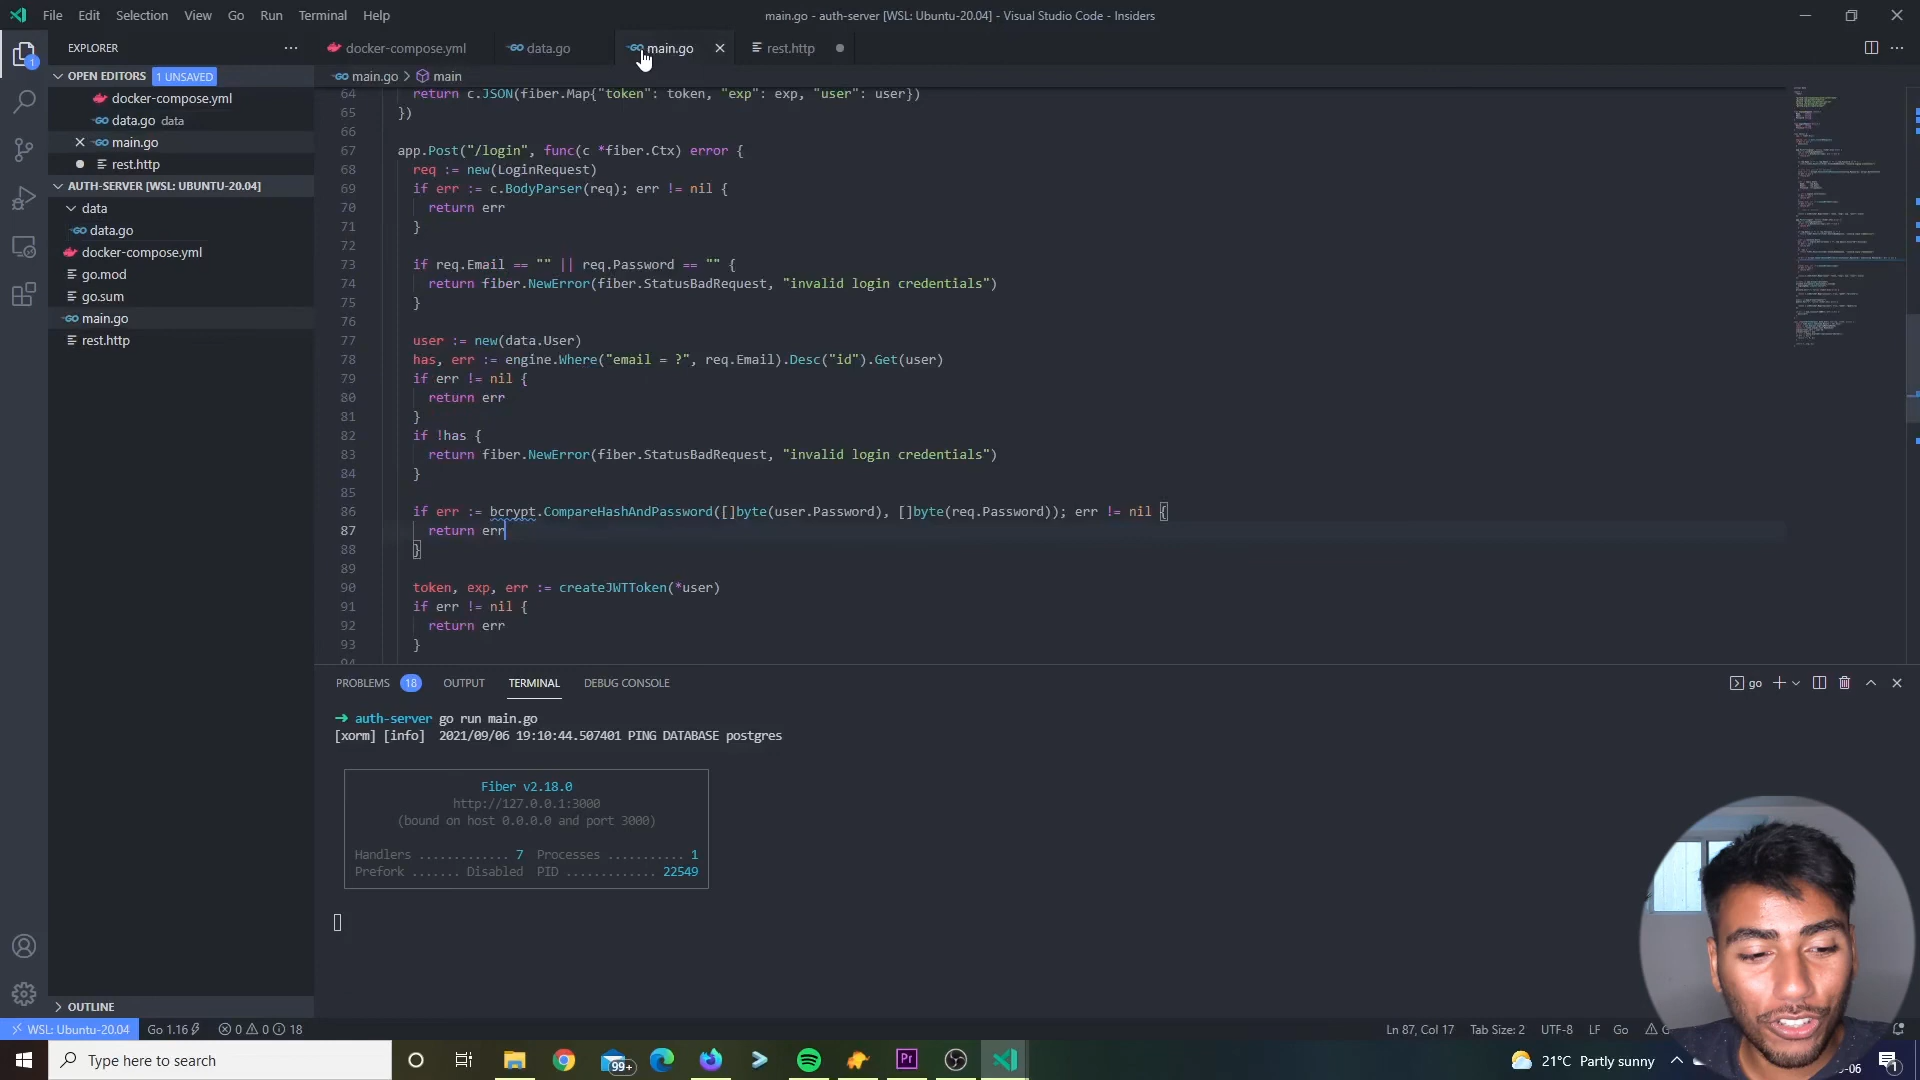 File Edit Selection View Go Run Terminal Help
main.go - auth-server [WSL: Ubuntu-20.04] - Visual Studio Code - Insiders
EXPLORER
OPEN EDITORS 1 UNSAVED
docker-compose.yml
data.go data
main.go
rest.http
AUTH-SERVER [WSL: UBUNTU-20.04]
data
data.go
docker-compose.yml
go.mod
go.sum
main.go
rest.http
OUTLINE
docker-compose.yml data.go main.go rest.http
main.go > main
64 return c.JSON(fiber.Map{"token": token, "exp": exp, "user": user})
65 })
66
67 app.Post("/login", func(c *fiber.Ctx) error {
68 req := new(LoginRequest)
69 if err := c.BodyParser(req); err != nil {
70 return err
71 }
72
73 if req.Email == "" || req.Password == "" {
74 return fiber.NewError(fiber.StatusBadRequest, "invalid login credentials")
75 }
76
77 user := new(data.User)
78 has, err := engine.Where("email = ?", req.Email).Desc("id").Get(user)
79 if err != nil {
80 return err
81 }
82 if !has {
83 return fiber.NewError(fiber.StatusBadRequest, "invalid login credentials")
84 }
85
86 if err := bcrypt.CompareHashAndPassword([]byte(user.Password), []byte(req.Password)); err != nil {
87 return err
88 }
89
90 token, exp, err := createJWTToken(*user)
91 if err != nil {
92 return err
93 }
94
PROBLEMS 18 OUTPUT TERMINAL DEBUG CONSOLE
go
→ auth-server go run main.go
[xorm] [info] 2021/09/06 19:10:44.507401 PING DATABASE postgres
Fiber v2.18.0
http://127.0.0.1:3000
(bound on host 0.0.0.0 and port 3000)
Handlers ............. 7 Processes ........... 1
Prefork ....... Disabled PID ............. 22549
WSL: Ubuntu-20.04 Go 1.16 0 0 18
Ln 87, Col 17 Tab Size: 2 UTF-8 LF Go
Type here to search
99+
Pr
21°C Partly sunny
1